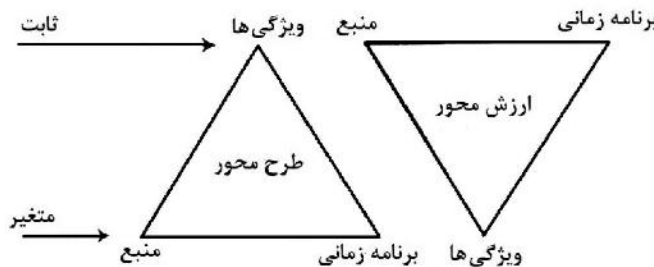 ثابت
ویژگی‌ها
منبع
برنامه زمانی
ارزش محور
طرح محور
متغیر
منبع
برنامه زمانی
ویژگی‌ها